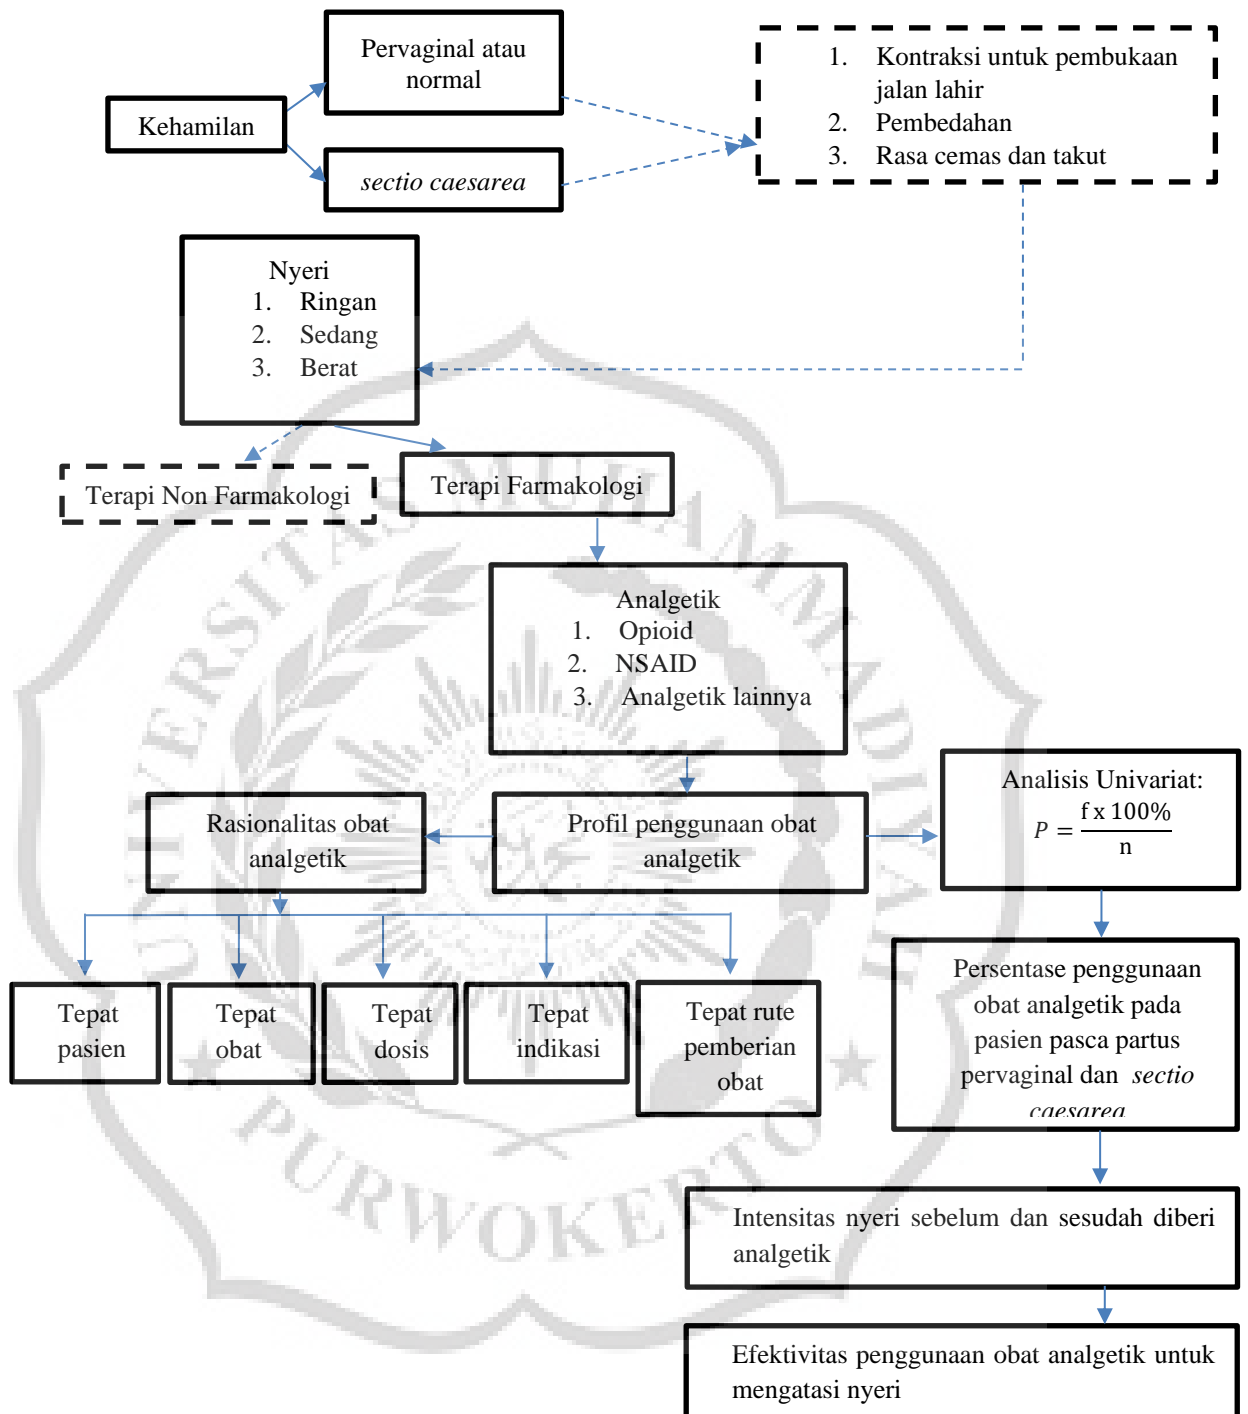 Pervaginal atau
normal
Kehamilan
sectio caesarea
1. Kontraksi untuk pembukaan
jalan lahir
2. Pembedahan
3. Rasa cemas dan takut
Nyeri
1. Ringan
2. Sedang
3. Berat
Terapi Non Farmakologi
Terapi Farmakologi
Analgetik
1. Opioid
2. NSAID
3. Analgetik lainnya
Rasionalitas obat
analgetik
Profil penggunaan obat
analgetik
Analisis Univariat:
P = f x 100% / n
Tepat
pasien
Tepat
obat
Tepat
dosis
Tepat
indikasi
Tepat rute
pemberian
obat
Persentase penggunaan
obat analgetik pada
pasien pasca partus
pervaginal dan sectio
caesarea
Intensitas nyeri sebelum dan sesudah diberi
analgetik
Efektivitas penggunaan obat analgetik untuk
mengatasi nyeri
UNIVERSITAS MUHAMMADIYAH
PURWOKERTO